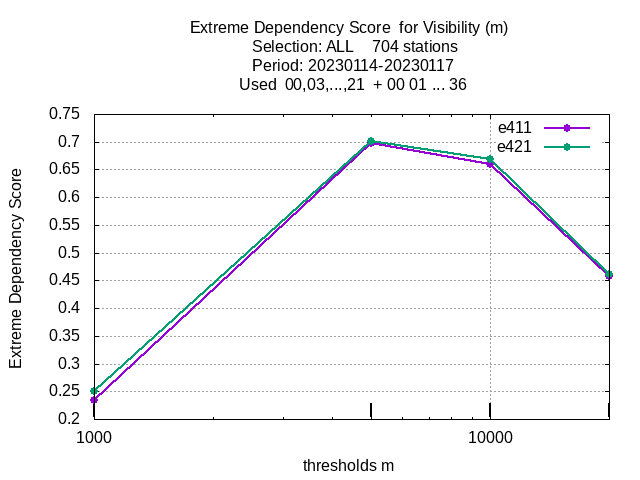 Extreme Dependency Score  for Visibility (m)
Selection: ALL    704 stations
Period: 20230114-20230117
Used  00,03,...,21  + 00 01 ... 36
e411
e421
Extreme Dependency Score
0.75
0.7
0.65
0.6
0.55
0.5
0.45
0.4
0.35
0.3
0.25
0.2
1000
10000
thresholds m